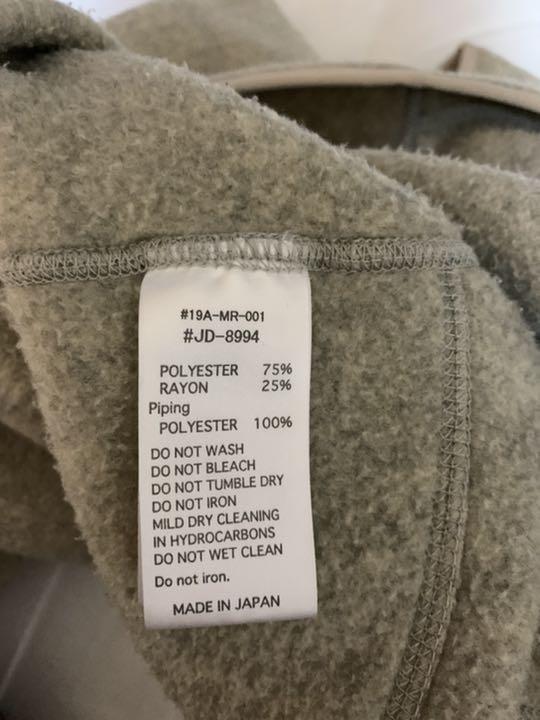 #19A-MR-001
#JD-8994
POLYESTER 75%
RAYON 25%
Piping
POLYESTER 100%
DO NOT WASH
DO NOT BLEACH
DO NOT TUMBLE DRY
DO NOT IRON
MILD DRY CLEANING
IN HYDROCARBONS
DO NOT WET CLEAN
Do not iron.
MADE IN JAPAN